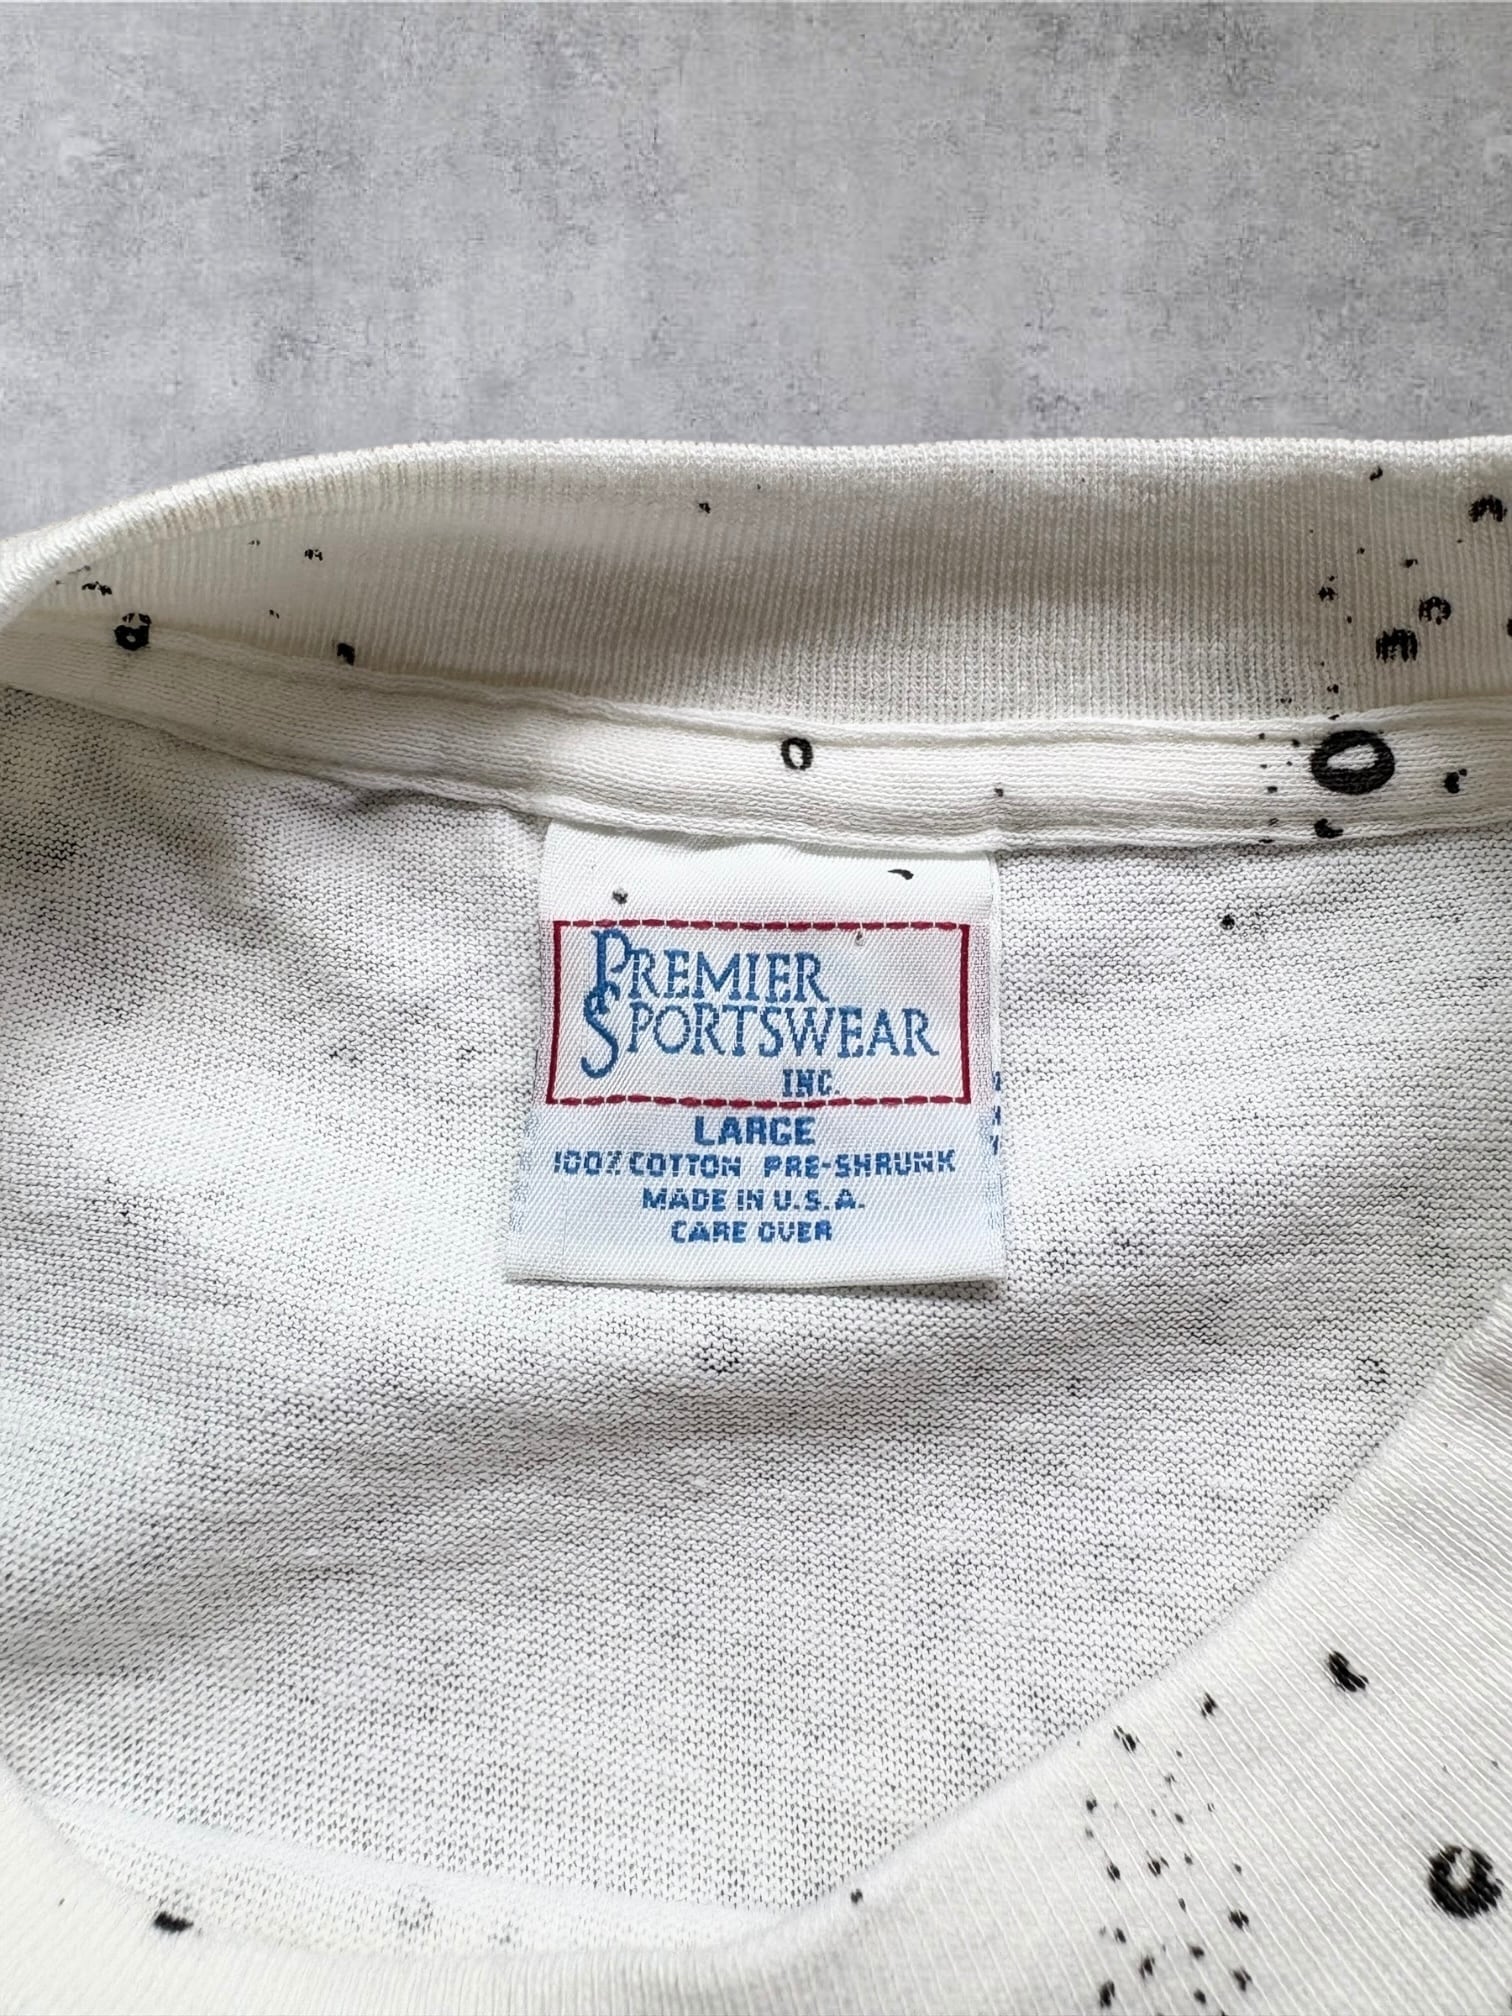 PREMIER
SPORTSWEAR
INC.
LARGE
100% COTTON PRE-SHRUNK
MADE IN U.S.A.
CARE OVER